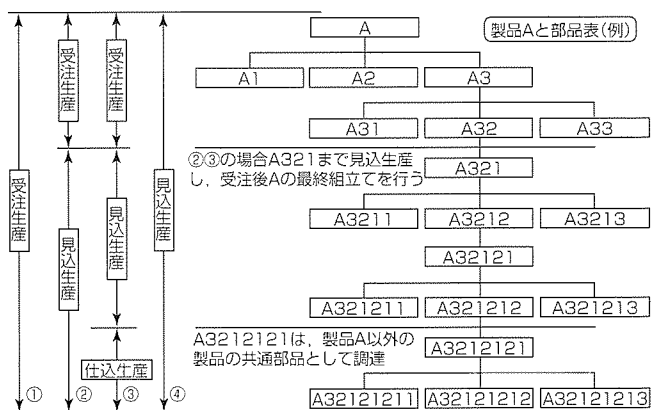 製品Aと部品表(例)
A
A1 A2 A3
A31 A32 A33
②③の場合A321まで見込生産
し,受注後Aの最終組立てを行う
A321
A3211 A3212 A3213
A32121
A321211 A321212 A321213
A3212121は,製品A以外の
製品の共通部品として調達
A3212121
A32121211 A32121212 A32121213
受注生産
①
受注生産
見込生産
②
受注生産
見込生産
仕込生産
③
見込生産
④